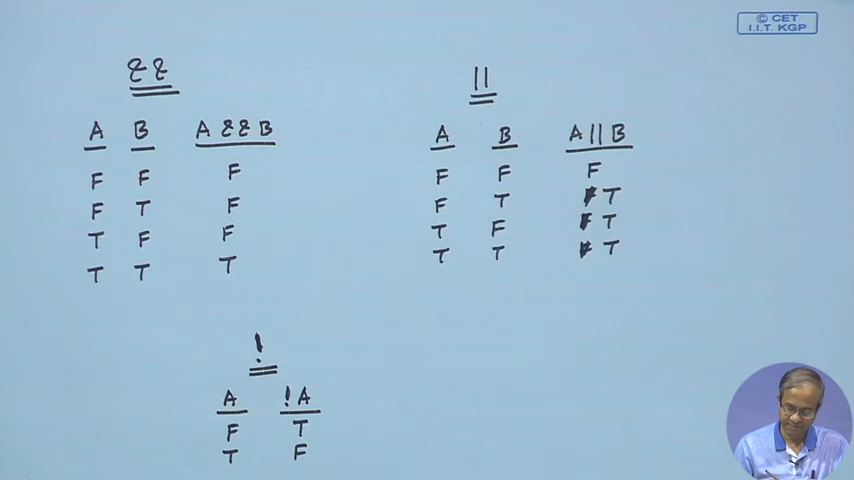 © CET
I.I.T. KGP
&& ||
A B A && B A B A || B
F F F F F F
F T F F T T
T F F T F T
T T T T T T
!
A !A
F T
T F